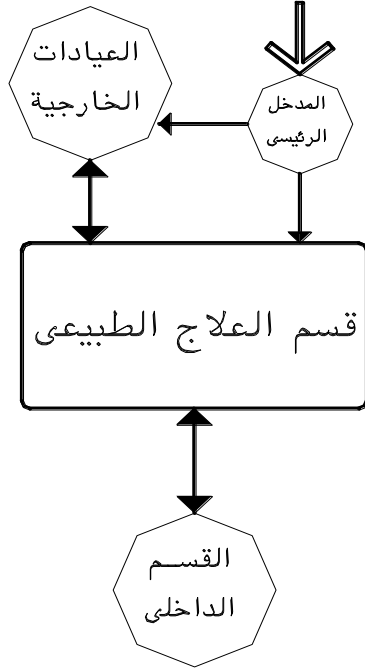 المدخل
الرئيسى
العيادات
الخارجية
قسم العلاج الطبيعى
القسم
الداخلى